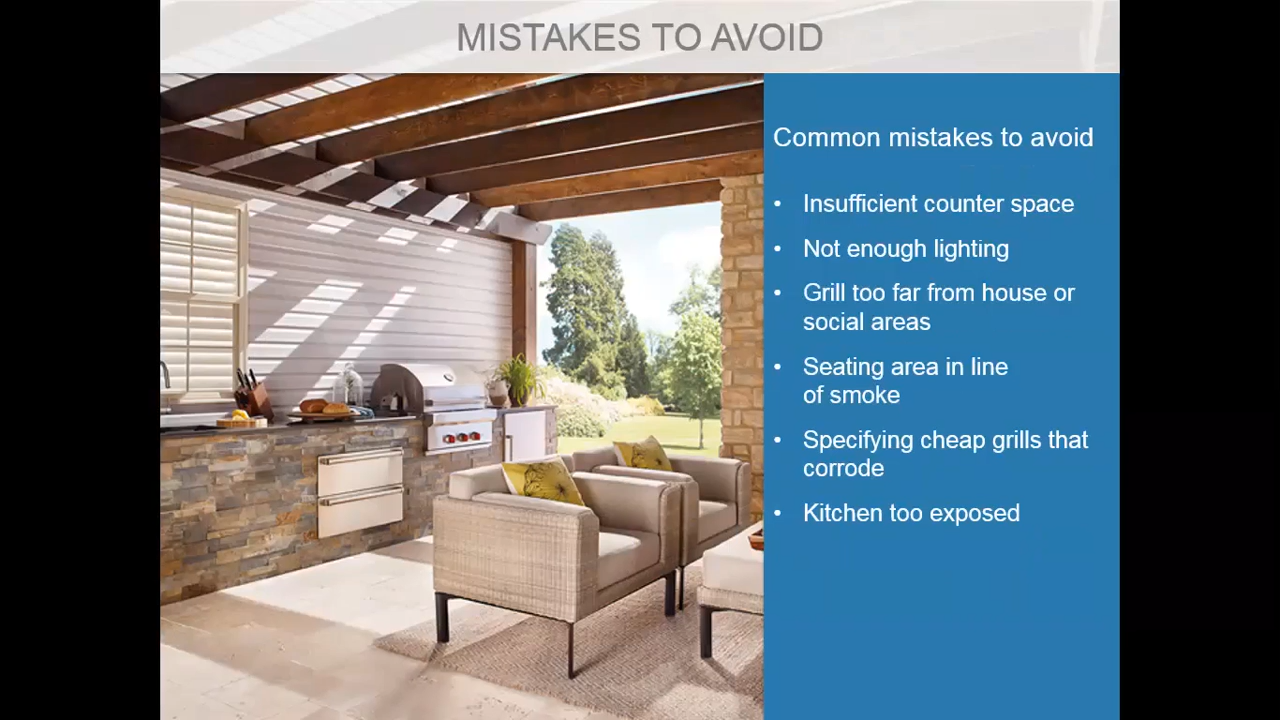 MISTAKES TO AVOID
Common mistakes to avoid
• Insufficient counter space
• Not enough lighting
• Grill too far from house or
social areas
• Seating area in line
of smoke
• Specifying cheap grills that
corrode
• Kitchen too exposed